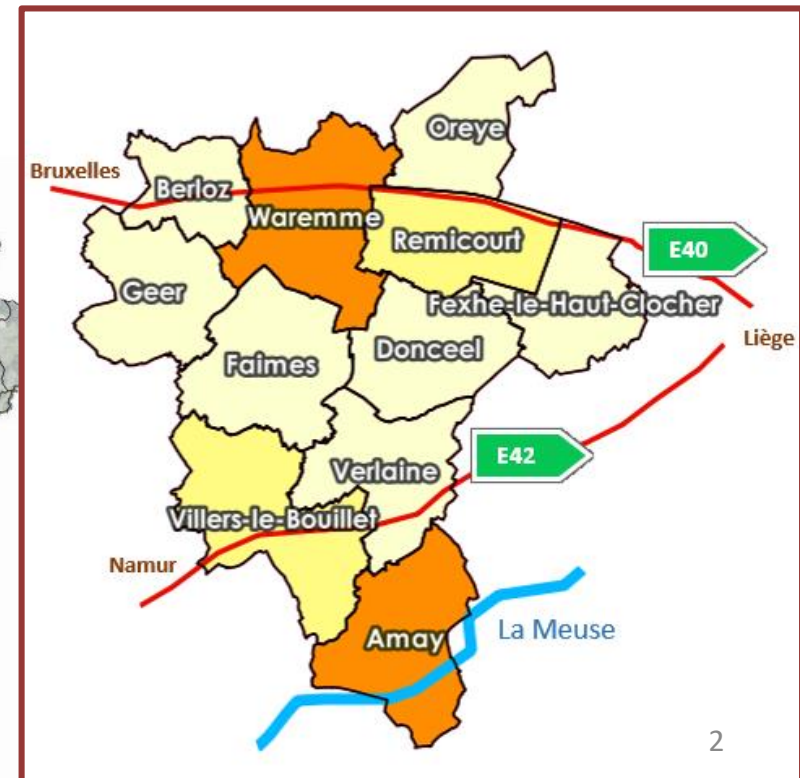 Oreye
Bruxelles
Berloz
Waremme
Remicourt
E40
Geer
Fexhe-le-Haut-Clocher
Liège
Donceel
Faimes
E42
Verlaine
Villers-le-Bouillet
Namur
La Meuse
Amay
2